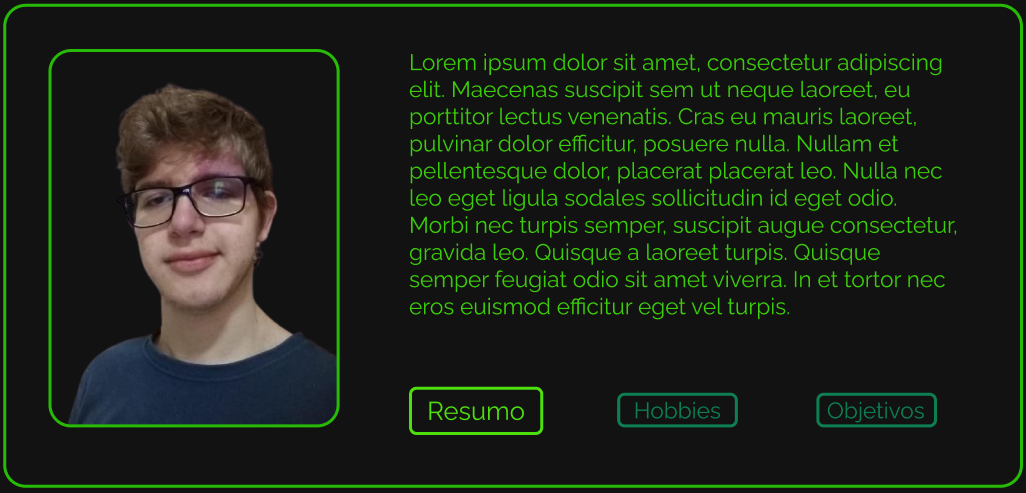 Lorem ipsum dolor sit amet, consectetur adipiscing
elit. Maecenas suscipit sem ut neque laoreet, eu
porttitor lectus venenatis. Cras eu mauris laoreet,
pulvinar dolor efficitur, posuere nulla. Nullam et
pellentesque dolor, placerat placerat leo. Nulla nec
leo eget ligula sodales sollicitudin id eget odio.
Morbi nec turpis semper, suscipit augue consectetur,
gravida leo. Quisque a laoreet turpis. Quisque
semper feugiat odio sit amet viverra. In et tortor nec
eros euismod efficitur eget vel turpis.
Resumo
Hobbies
Objetivos